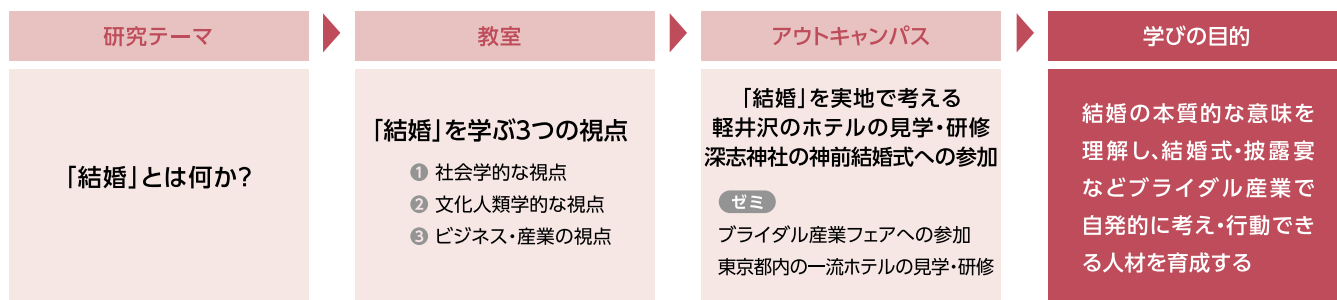 研究テーマ
「結婚」とは何か?
教室
「結婚」を学ぶ3つの視点
1 社会学的な視点
2 文化人類学的な視点
3 ビジネス・産業の視点
アウトキャンパス
「結婚」を実地で考える
軽井沢のホテルの見学・研修
深志神社の神前結婚式への参加
ゼミ
ブライダル産業フェアへの参加
東京都内の一流ホテルの見学・研修
学びの目的
結婚の本質的な意味を
理解し、結婚式・披露宴
などブライダル産業で
自発的に考え・行動でき
る人材を育成する